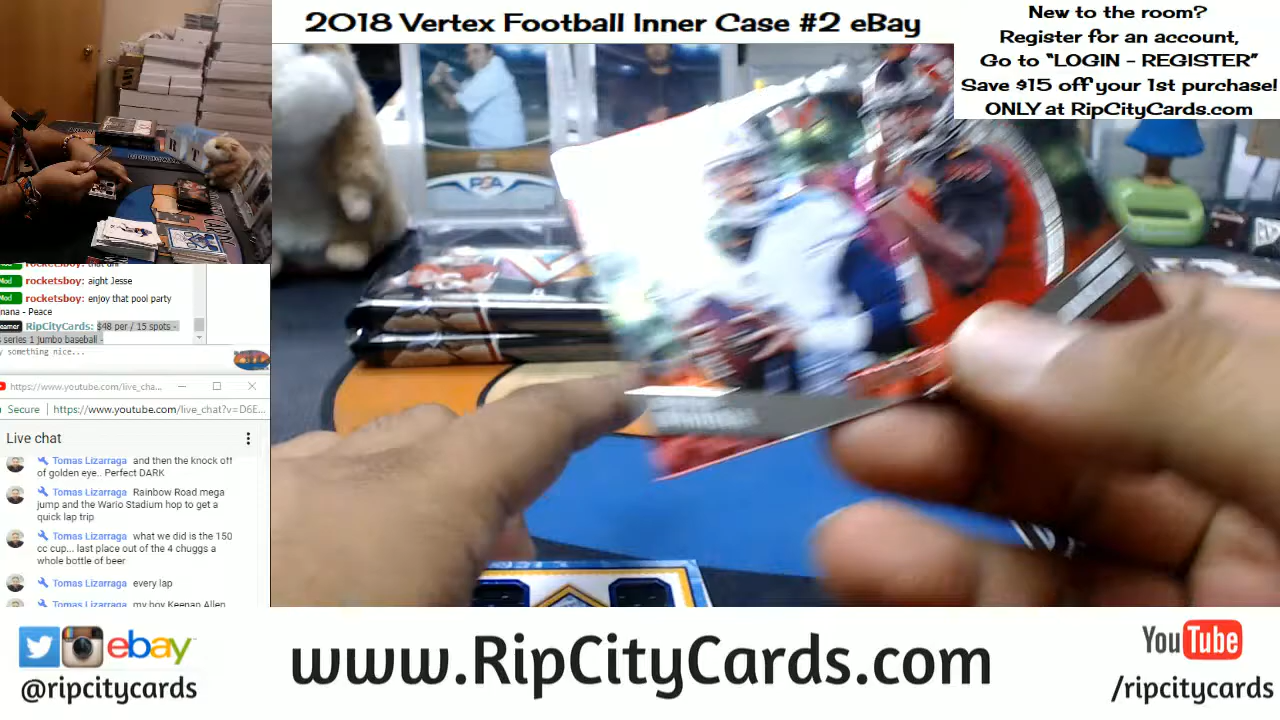 2018 Vertex Football Inner Case #2 eBay
New to the room?
Register for an account,
Go to “LOGIN - REGISTER”
Save $15 off your 1st purchase!
ONLY at RipCityCards.com
PSA
rocketsboy:
rocketsboy: aight Jesse
rocketsboy: enjoy that pool party
nana - Peace
RipCityCards: $48 per / 15 spots -
series 1 jumbo baseball -
something nice...
https://www.youtube.com/live_cha...
Secure https://www.youtube.com/live_chat?v=D6E...
Live chat
Tomas Lizarraga and then the knock off
of golden eye.. Perfect DARK
Tomas Lizarraga Rainbow Road mega
jump and the Wario Stadium hop to get a
quick lap trip
Tomas Lizarraga what we did is the 150
cc cup... last place out of the 4 chuggs a
whole bottle of beer
Tomas Lizarraga every lap
Tomas Lizarraga my boy Keenan Allen
ebay
@ripcitycards
www.RipCityCards.com
YouTube
/ripcitycards